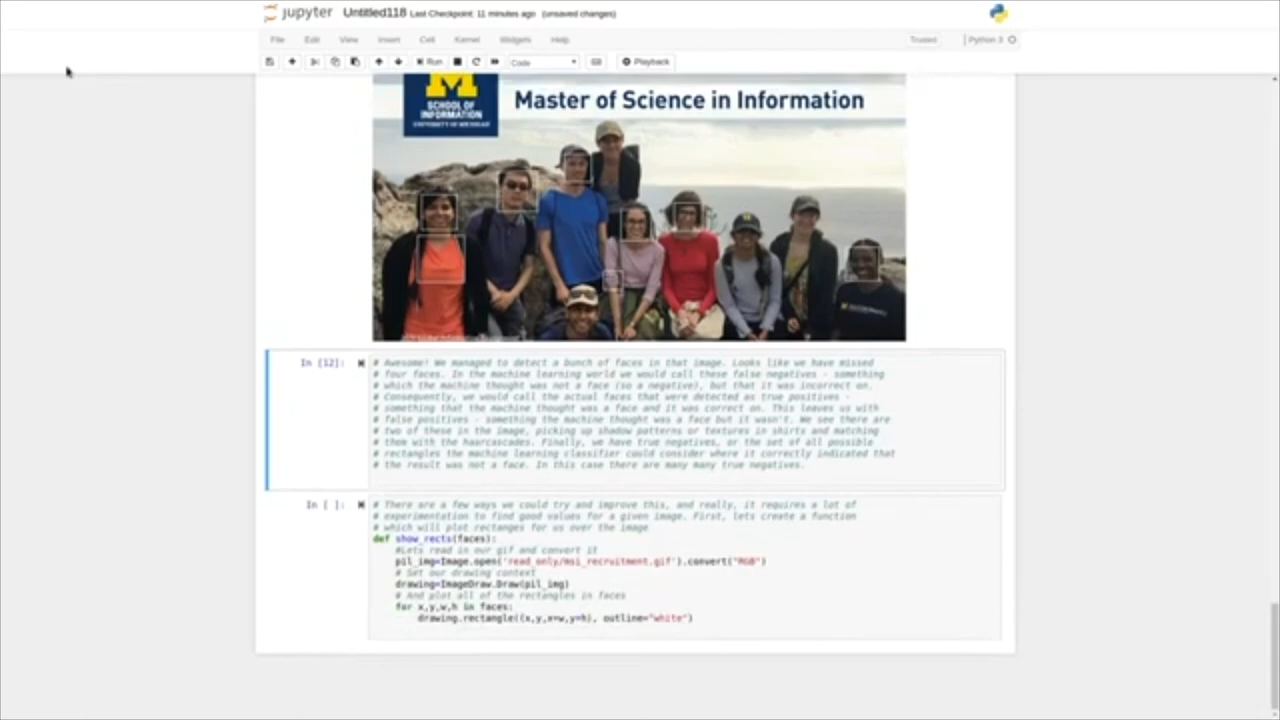 jupyter Untitled118 Last Checkpoint: 11 minutes ago (unsaved changes)
File Edit View Insert Cell Kernel Widgets Help Trusted Python 3
Run Code Playback
M
SCHOOL OF
INFORMATION
UNIVERSITY OF MICHIGAN
Master of Science in Information
In [12]:
# Awesome! We managed to detect a bunch of faces in that image. Looks like we have missed
# four faces. In the machine learning world we would call these false negatives - something
# which the machine thought was not a face (so a negative), but that it was incorrect on.
# Consequently, we would call the actual faces that were detected as true positives -
# something that the machine thought was a face and it was correct on. This leaves us with
# false positives - something the machine thought was a face but it wasn't. We see there are
# two of these in the image, picking up shadow patterns or textures in shirts and matching
# them with the haarcascades. Finally, we have true negatives, or the set of all possible
# rectangles the machine learning classifier could consider where it correctly indicated that
# the result was not a face. In this case there are many many true negatives.
In [ ]:
# There are a few ways we could try and improve this, and really, it requires a lot of
# experimentation to find good values for a given image. First, lets create a function
# which will plot rectanges for us over the image
def show_rects(faces):
#Lets read in our gif and convert it
pil_img=Image.open('read_only/msi_recruitment.gif').convert("RGB")
# Set our drawing context
drawing=ImageDraw.Draw(pil_img)
# And plot all of the rectangles in faces
for x,y,w,h in faces:
drawing.rectangle((x,y,x+w,y+h), outline="white")